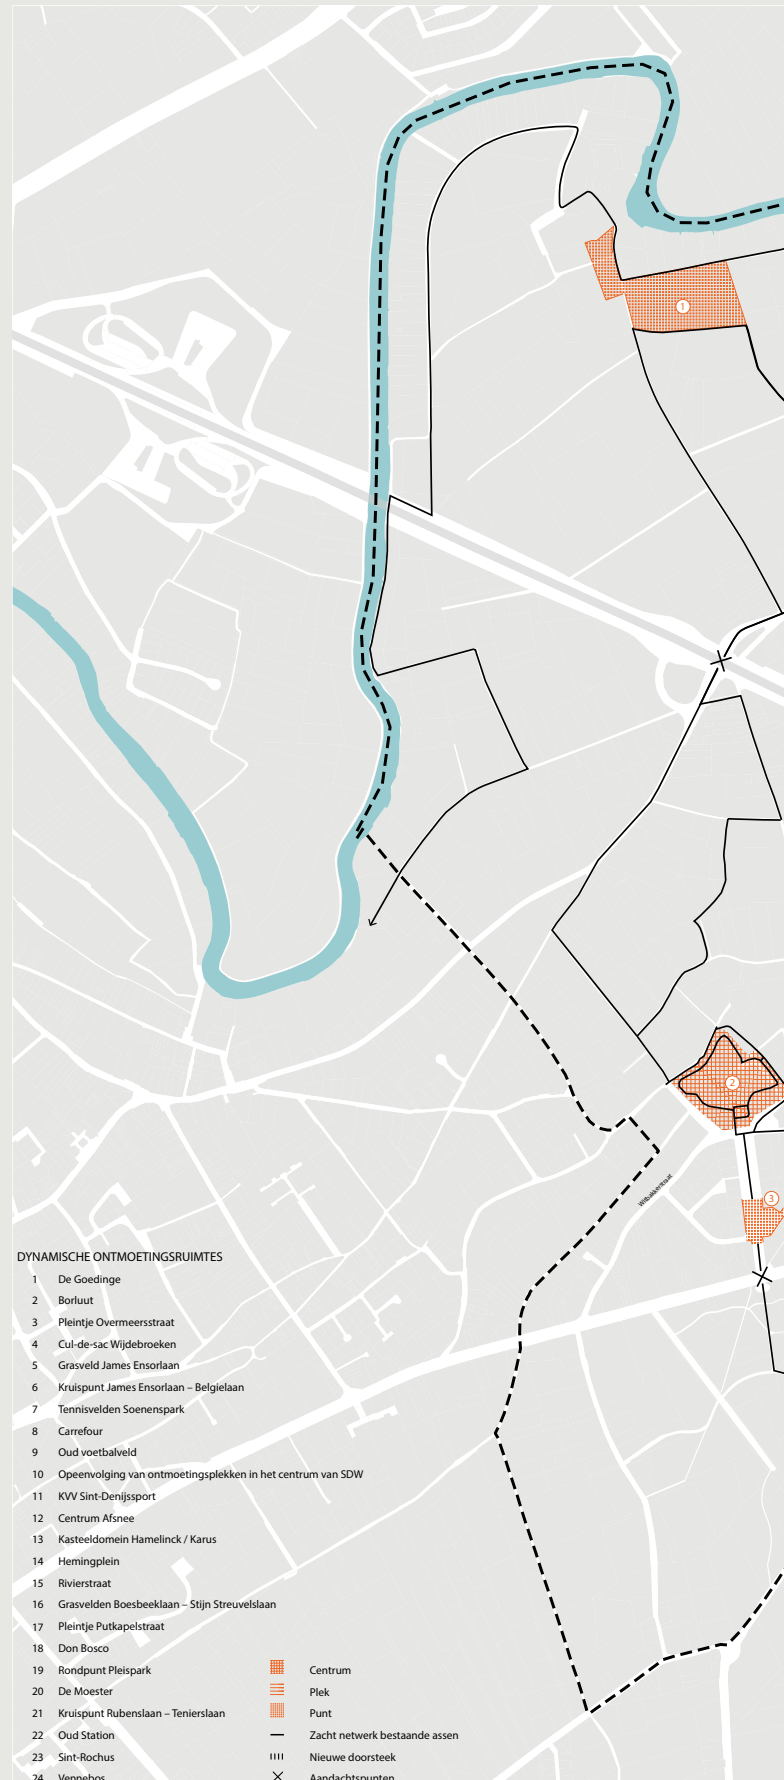 1
2
Witbakkerstraat
3
DYNAMISCHE ONTMOETINGSRUIMTES
1 De Goedinge
2 Borluut
3 Pleintje Overmeersstraat
4 Cul-de-sac Wijdebroeken
5 Grasveld James Ensorlaan
6 Kruispunt James Ensorlaan – Belgielaan
7 Tennisvelden Soenenspark
8 Carrefour
9 Oud voetbalveld
10 Opeenvolging van ontmoetingsplekken in het centrum van SDW
11 KVV Sint-Denijssport
12 Centrum Afsnee
13 Kasteeldomein Hamelinck / Karus
14 Hemingplein
15 Rivierstraat
16 Grasvelden Boesbeeklaan – Stijn Streuvelslaan
17 Pleintje Putkapelstraat
18 Don Bosco
19 Rondpunt Pleispark
20 De Moester
21 Kruispunt Rubenslaan – Tenierslaan
22 Oud Station
23 Sint-Rochus
24 Vennebos
Centrum
Plek
Punt
Zacht netwerk bestaande assen
Nieuwe doorsteek
Aandachtspunten